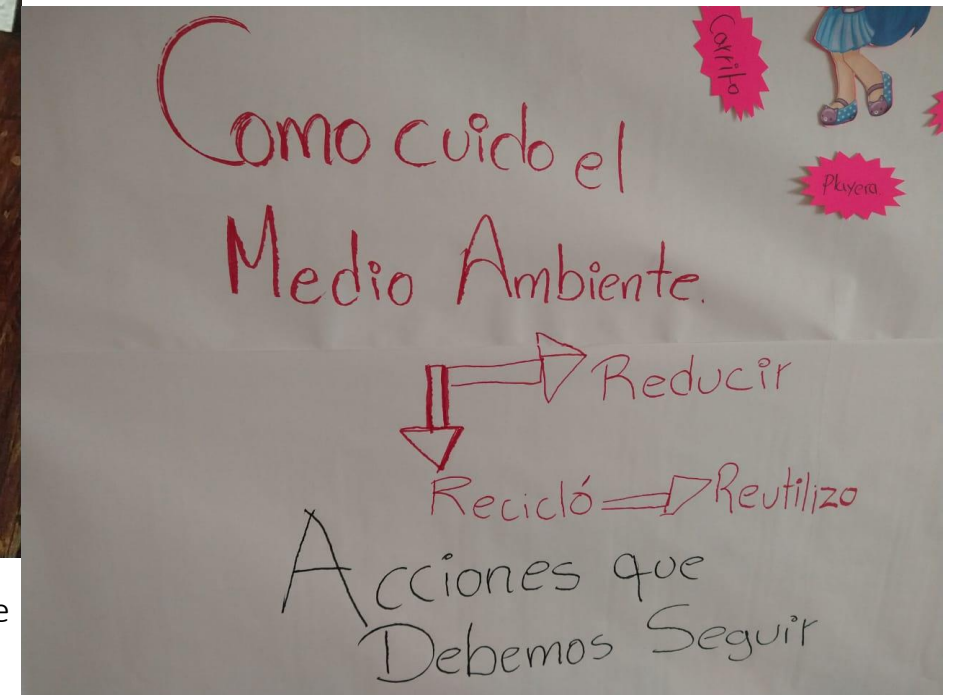 Carrito
Playera
Como cuido el
Medio Ambiente.
Reducir
Recicló Reutilizo
Acciones que
Debemos Seguir
e